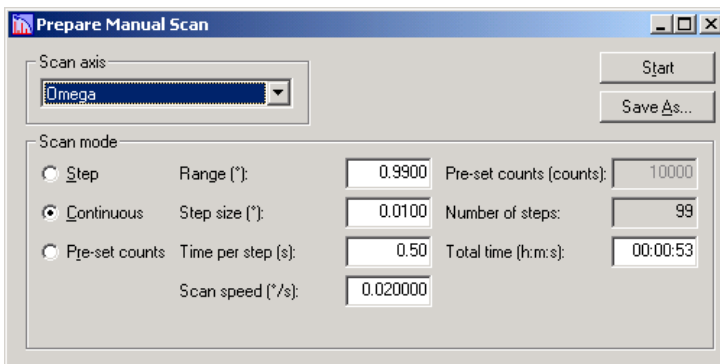 Prepare Manual Scan
Scan axis
Omega
Start
Save As...
Scan mode
Step Range (°): 0.9900 Pre-set counts (counts): 10000
Continuous Step size (°): 0.0100 Number of steps: 99
Pre-set counts Time per step (s): 0.50 Total time (h:m:s): 00:00:53
Scan speed (°/s): 0.020000